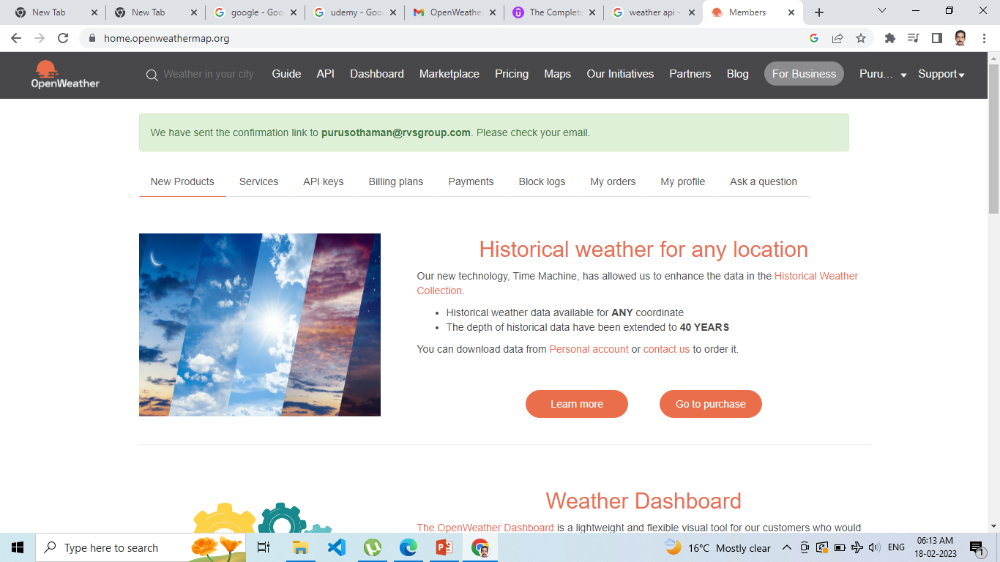 New Tab
New Tab
google - Goo
udemy - Goo
OpenWeather
The Complete
weather api -
Members
home.openweathermap.org
OpenWeather
Weather in your city
Guide
API
Dashboard
Marketplace
Pricing
Maps
Our Initiatives
Partners
Blog
For Business
Puru...
Support
We have sent the confirmation link to purusothaman@rvsgroup.com. Please check your email.
New Products
Services
API keys
Billing plans
Payments
Block logs
My orders
My profile
Ask a question
Historical weather for any location
Our new technology, Time Machine, has allowed us to enhance the data in the Historical Weather
Collection.
• Historical weather data available for ANY coordinate
• The depth of historical data have been extended to 40 YEARS
You can download data from Personal account or contact us to order it.
Learn more
Go to purchase
Weather Dashboard
The OpenWeather Dashboard is a lightweight and flexible visual tool for our customers who would
Type here to search
16°C Mostly clear
ENG
06:13 AM
18-02-2023
1